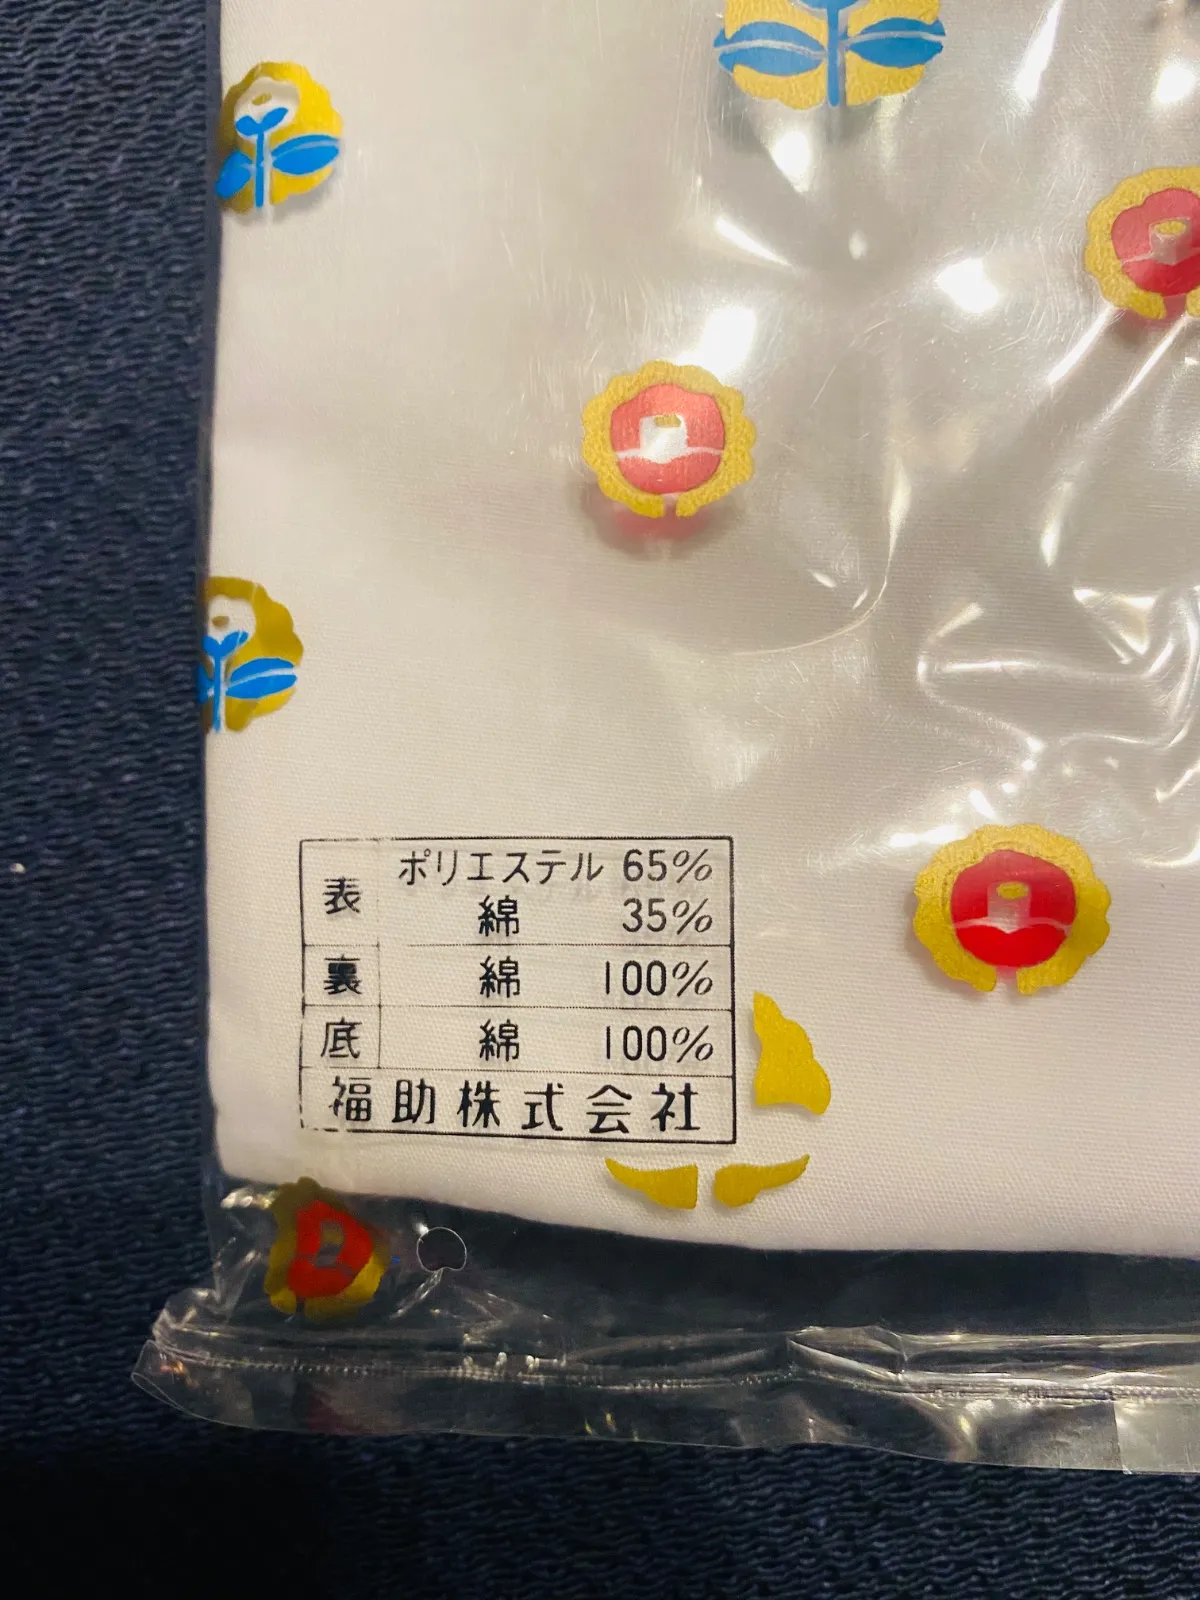 表 ポリエステル 65%
綿 35%
裏 綿 100%
底 綿 100%
福助株式会社